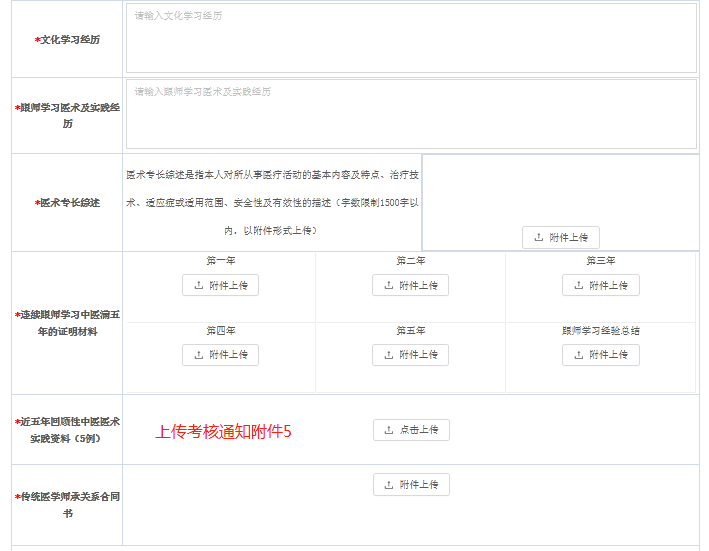 *文化学习经历
请输入文化学习经历
*跟师学习医术及实践经
历
请输入跟师学习医术及实践经历
*医术专长综述
医术专长综述是指本人对所从事医疗活动的基本内容及特点、治疗技
术、适应症或适用范围、安全性及有效性的描述（字数限制1500字以
内，以附件形式上传）
附件上传
*连续跟师学习中医满五
年的证明材料
第一年
第二年
第三年
附件上传
附件上传
附件上传
第四年
第五年
跟师学习经验总结
附件上传
附件上传
附件上传
*近五年回顾性中医医术
实践资料（5例）
上传考核通知附件5
点击上传
*传统医学师承关系合同
书
附件上传